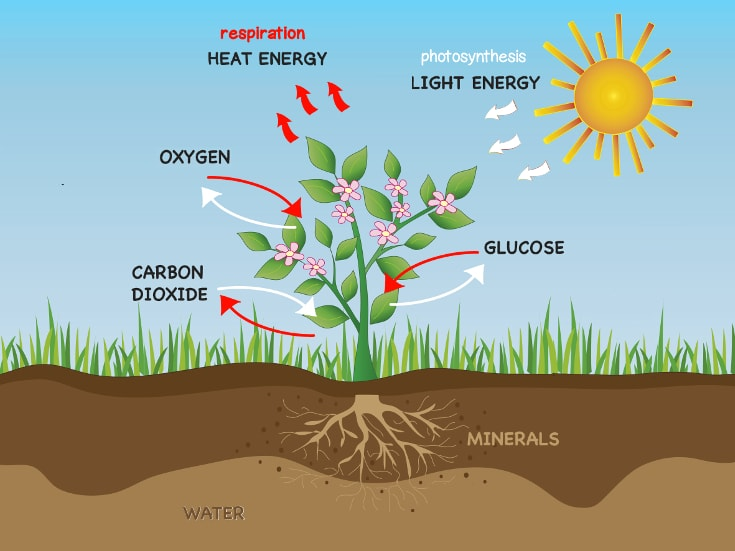 respiration
HEAT ENERGY
photosynthesis
LIGHT ENERGY
OXYGEN
GLUCOSE
CARBON
DIOXIDE
MINERALS
WATER